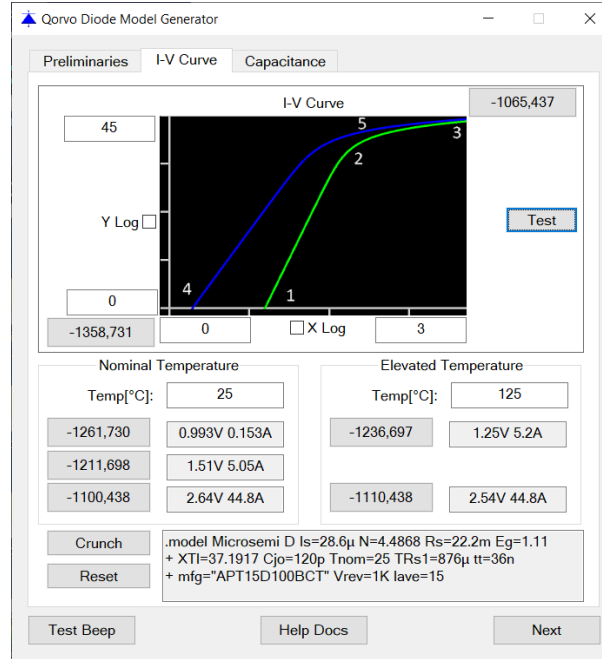 Qorvo Diode Model Generator
Preliminaries I-V Curve Capacitance
I-V Curve
-1065,437
45
5
3
2
Y Log
Test
4
1
0
-1358,731
0
X Log
3
Nominal Temperature
Temp[°C]: 25
-1261,730 0.993V 0.153A
-1211,698 1.51V 5.05A
-1100,438 2.64V 44.8A
Elevated Temperature
Temp[°C]: 125
-1236,697 1.25V 5.2A
-1110,438 2.54V 44.8A
Crunch
Reset
.model Microsemi D Is=28.6µ N=4.4868 Rs=22.2m Eg=1.11
+ XTI=37.1917 Cjo=120p Tnom=25 TRs1=876µ tt=36n
+ mfg="APT15D100BCT" Vrev=1K Iave=15
Test Beep Help Docs Next